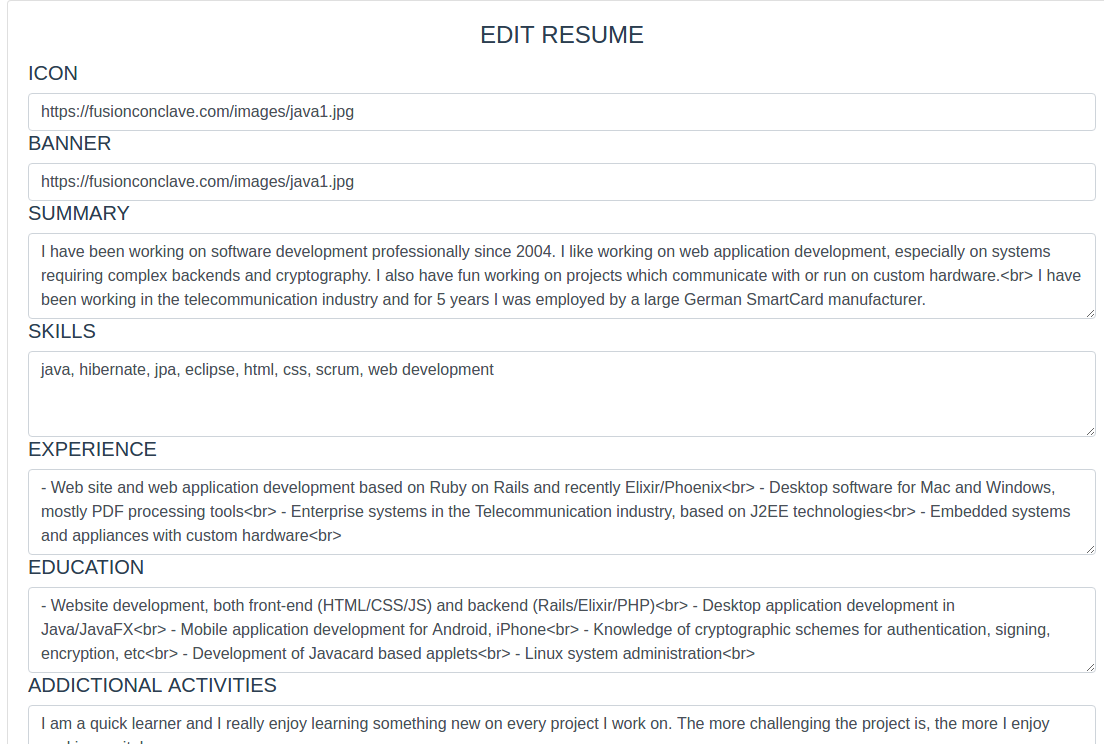 EDIT RESUME
ICON
https://fusionconclave.com/images/java1.jpg
BANNER
https://fusionconclave.com/images/java1.jpg
SUMMARY
I have been working on software development professionally since 2004. I like working on web application development, especially on systems
requiring complex backends and cryptography. I also have fun working on projects which communicate with or run on custom hardware.<br> I have
been working in the telecommunication industry and for 5 years I was employed by a large German SmartCard manufacturer.
SKILLS
java, hibernate, jpa, eclipse, html, css, scrum, web development
EXPERIENCE
- Web site and web application development based on Ruby on Rails and recently Elixir/Phoenix<br> - Desktop software for Mac and Windows,
mostly PDF processing tools<br> - Enterprise systems in the Telecommunication industry, based on J2EE technologies<br> - Embedded systems
and appliances with custom hardware<br>
EDUCATION
- Website development, both front-end (HTML/CSS/JS) and backend (Rails/Elixir/PHP)<br> - Desktop application development in
Java/JavaFX<br> - Mobile application development for Android, iPhone<br> - Knowledge of cryptographic schemes for authentication, signing,
encryption, etc<br> - Development of Javacard based applets<br> - Linux system administration<br>
ADDICTIONAL ACTIVITIES
I am a quick learner and I really enjoy learning something new on every project I work on. The more challenging the project is, the more I enjoy